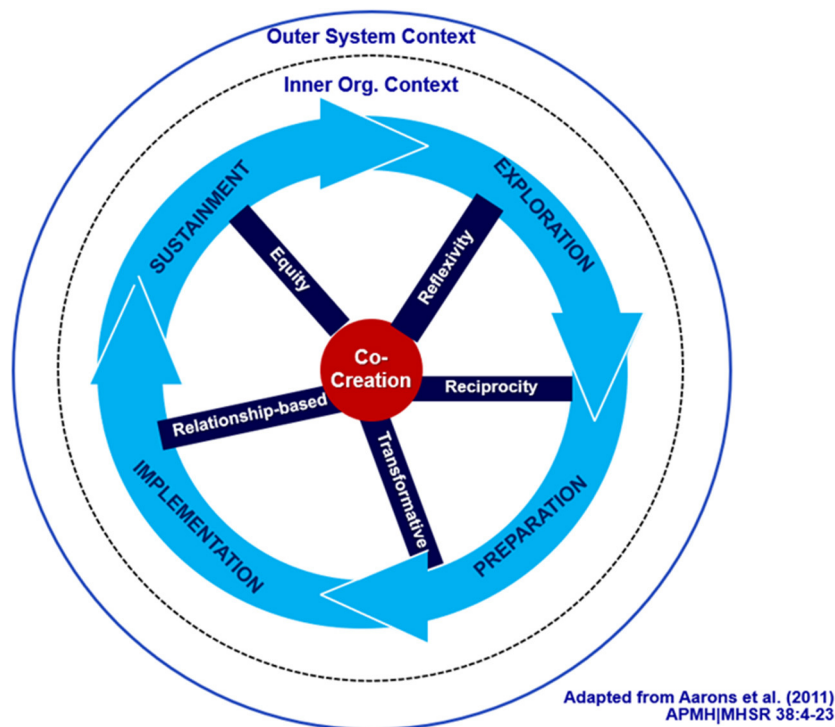 Outer System Context
Inner Org. Context
SUSTAINMENT
EXPLORATION
Equity
Reflexivity
Co-
Creation
Reciprocity
Relationship-based
Transformative
IMPLEMENTATION
PREPARATION
Adapted from Aarons et al. (2011)
APMH|MHSR 38:4-23